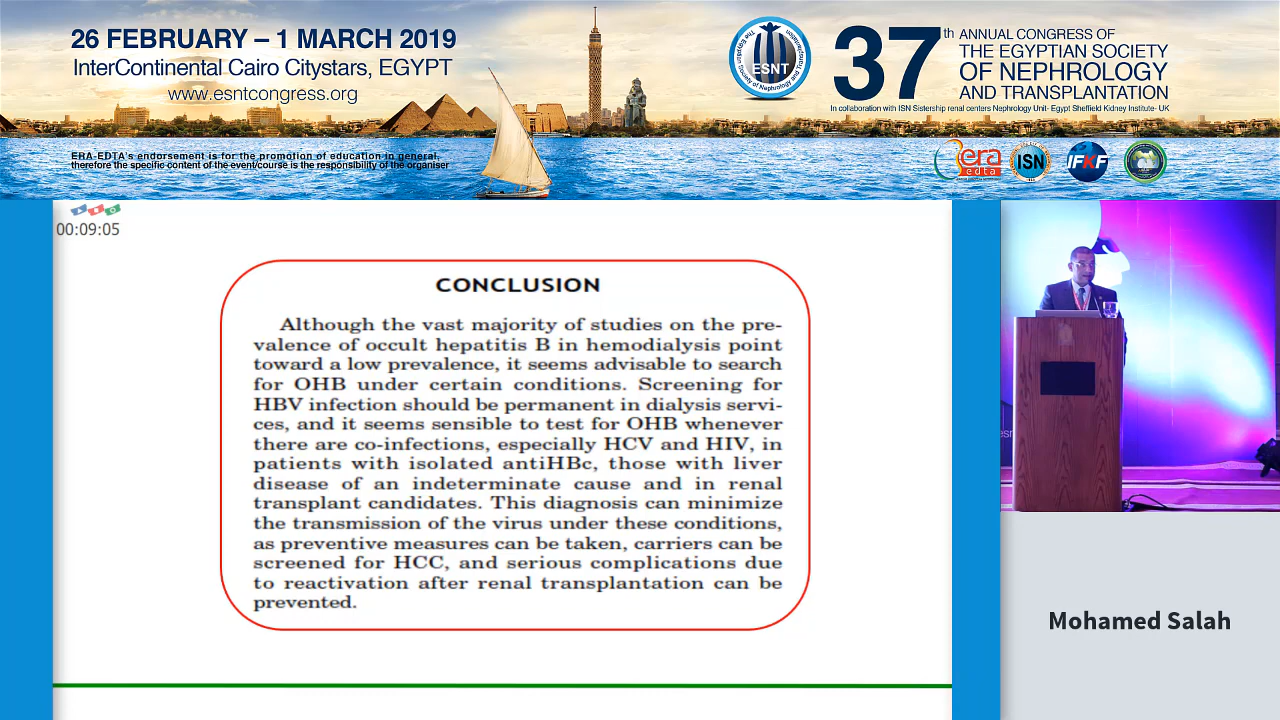 26 FEBRUARY – 1 MARCH 2019
InterContinental Cairo Citystars, EGYPT
www.esntcongress.org
ERA-EDTA's endorsement is for the promotion of education in general,
therefore the specific content of the event/course is the responsibility of the organiser
The Egyptian Society of Nephrology and Transplantation
ESNT
37th ANNUAL CONGRESS OF
THE EGYPTIAN SOCIETY
OF NEPHROLOGY
AND TRANSPLANTATION
In collaboration with ISN Sistership renal centers Nephrology Unit- Egypt Sheffield Kidney Institute- UK
era
edta
ISN
IFKF
00:09:05
CONCLUSION
Although the vast majority of studies on the pre-
valence of occult hepatitis B in hemodialysis point
toward a low prevalence, it seems advisable to search
for OHB under certain conditions. Screening for
HBV infection should be permanent in dialysis servi-
ces, and it seems sensible to test for OHB whenever
there are co-infections, especially HCV and HIV, in
patients with isolated antiHBc, those with liver
disease of an indeterminate cause and in renal
transplant candidates. This diagnosis can minimize
the transmission of the virus under these conditions,
as preventive measures can be taken, carriers can be
screened for HCC, and serious complications due
to reactivation after renal transplantation can be
prevented.
Mohamed Salah